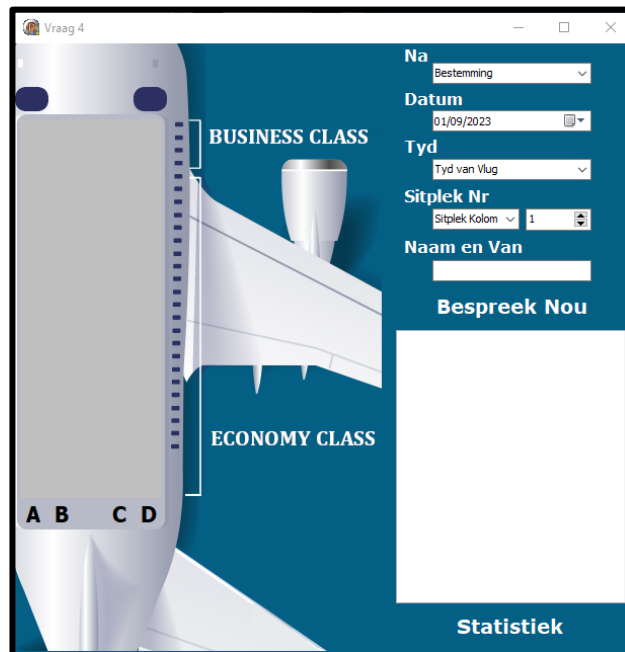 Vraag 4
Na
Bestemming
Datum
01/09/2023
Tyd
Tyd van Vlug
Sitplek Nr
Sitplek Kolom 1
Naam en Van
Bespreek Nou
BUSINESS CLASS
ECONOMY CLASS
A B C D
Statistiek